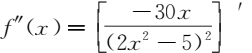 f″(x) = [ −30x / (2x² − 5)² ]′